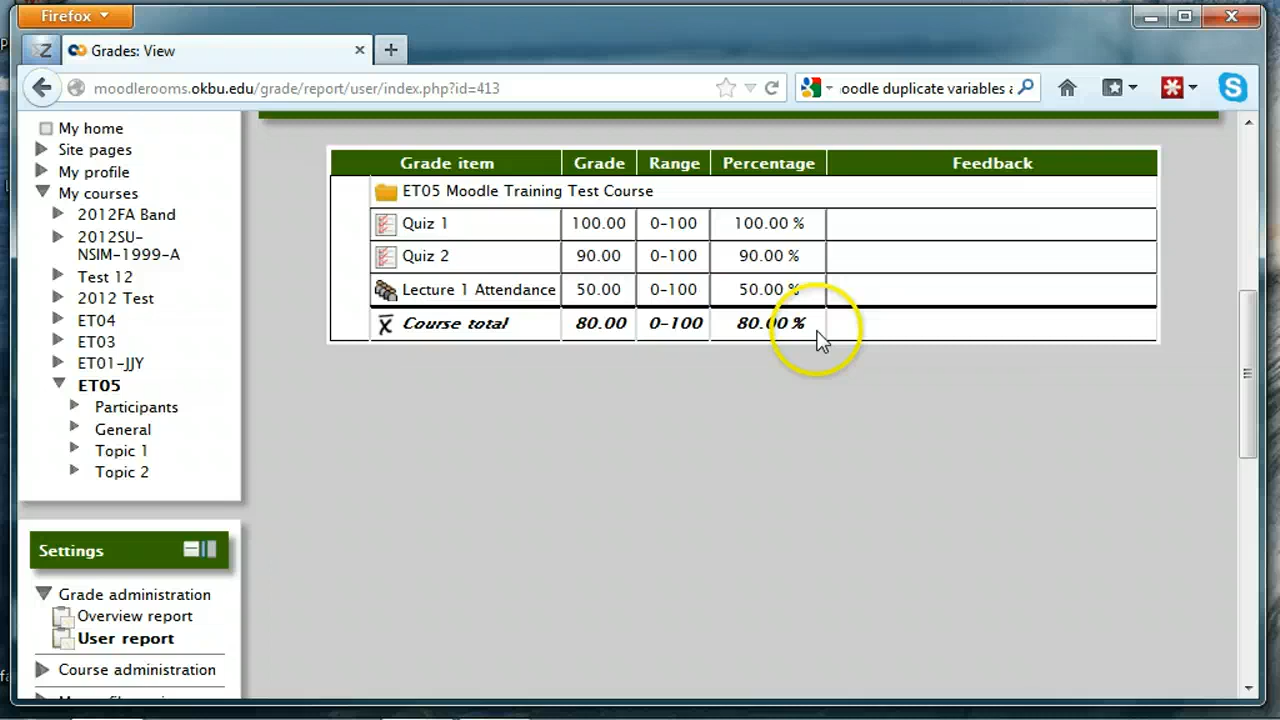 Firefox
Grades: View
moodlerooms.okbu.edu/grade/report/user/index.php?id=413
oodle duplicate variables a
My home
Site pages
My profile
My courses
2012FA Band
2012SU-
NSIM-1999-A
Test 12
2012 Test
ET04
ET03
ET01-JJY
ET05
Participants
General
Topic 1
Topic 2
Settings
Grade administration
Overview report
User report
Course administration
Grade item Grade Range Percentage Feedback
ET05 Moodle Training Test Course
Quiz 1 100.00 0-100 100.00 %
Quiz 2 90.00 0-100 90.00 %
Lecture 1 Attendance 50.00 0-100 50.00 %
Course total 80.00 0-100 80.00 %